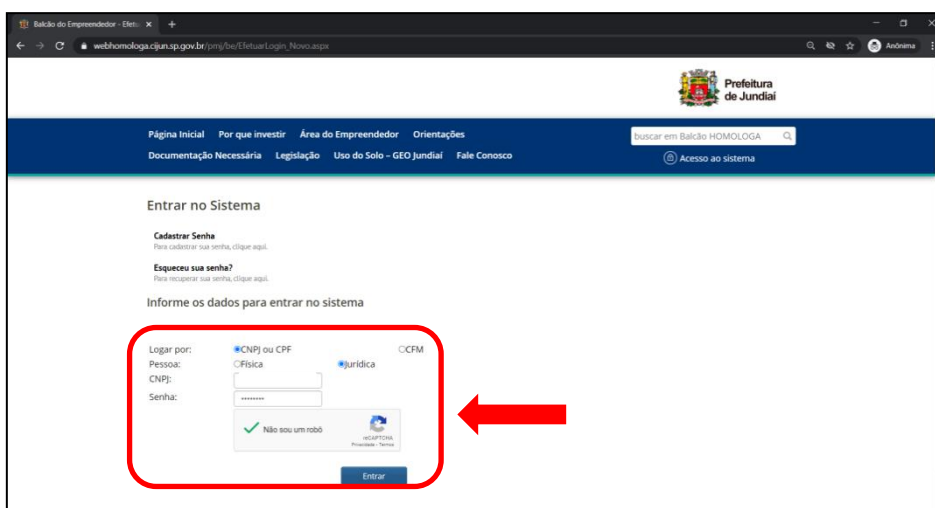 Balcão do Empreendedor - Efetu
webhomologa.cijun.sp.gov.br/pmj/be/EfetuarLogin_Novo.aspx
Anônima
Prefeitura
de Jundiaí
Página Inicial Por que investir Área do Empreendedor Orientações
buscar em Balcão HOMOLOGA
Documentação Necessária Legislação Uso do Solo – GEO Jundiaí Fale Conosco
Acesso ao sistema
Entrar no Sistema
Cadastrar Senha
Para cadastrar sua senha, clique aqui.
Esqueceu sua senha?
Para recuperar sua senha, clique aqui.
Informe os dados para entrar no sistema
Logar por: CNPJ ou CPF CFM
Pessoa: Física Jurídica
CNPJ:
Senha: ••••••••
Não sou um robô
reCAPTCHA
Privacidade - Termos
Entrar